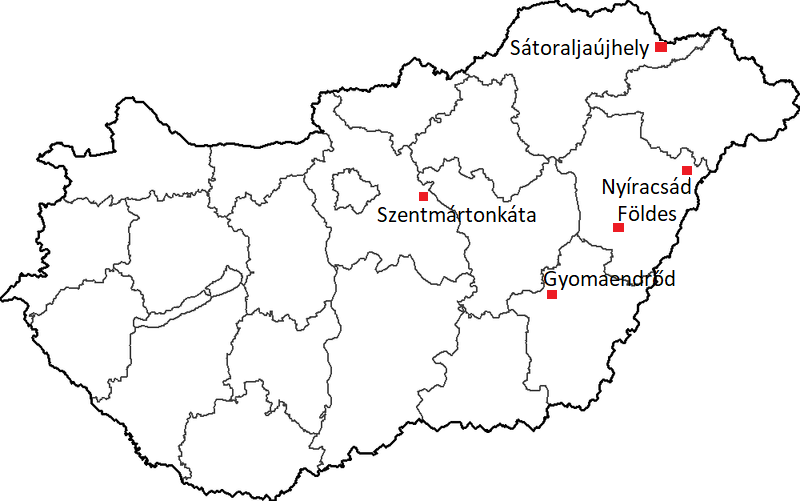 Sátoraljaújhely
Nyíracsád
Szentmártonkáta
Földes
Gyomaendrőd